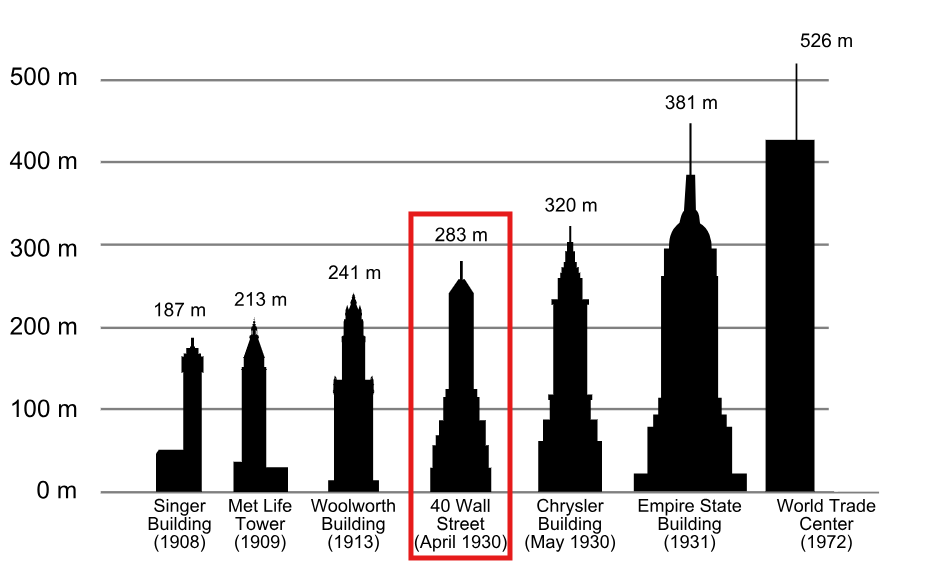 526 m
500 m
381 m
400 m
320 m
300 m
283 m
241 m
213 m
187 m
200 m
100 m
0 m
Singer
Building
(1908)
Met Life
Tower
(1909)
Woolworth
Building
(1913)
40 Wall
Street
(April 1930)
Chrysler
Building
(May 1930)
Empire State
Building
(1931)
World Trade
Center
(1972)